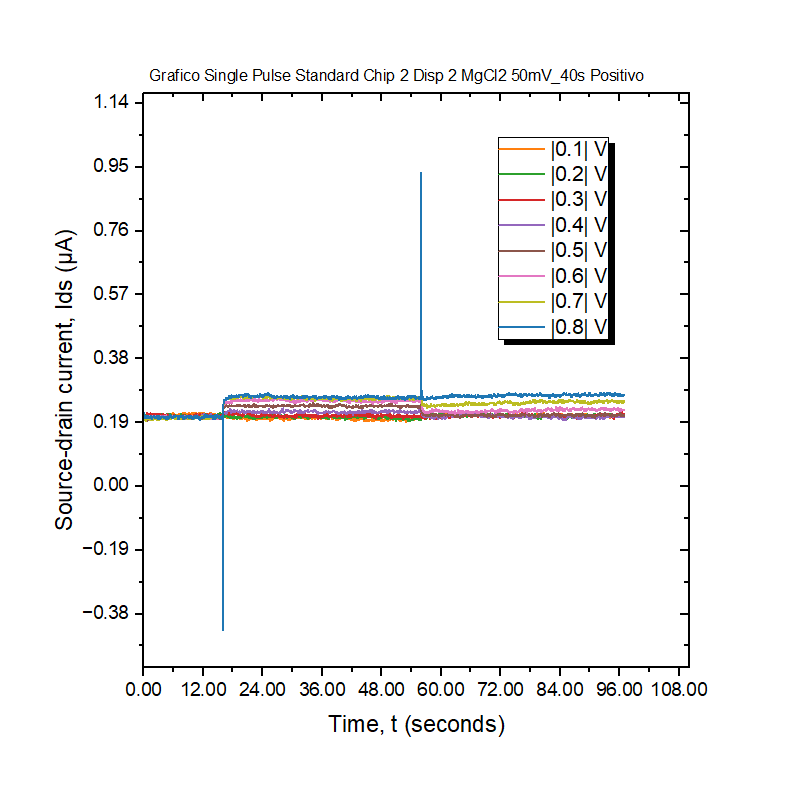 Grafico Single Pulse Standard Chip 2 Disp 2 MgCl2 50mV_40s Positivo
1.14
0.95
0.76
0.57
0.38
0.19
0.00
−0.19
−0.38
Source-drain current, Ids (µA)
|0.1| V
|0.2| V
|0.3| V
|0.4| V
|0.5| V
|0.6| V
|0.7| V
|0.8| V
0.00 12.00 24.00 36.00 48.00 60.00 72.00 84.00 96.00 108.00
Time, t (seconds)